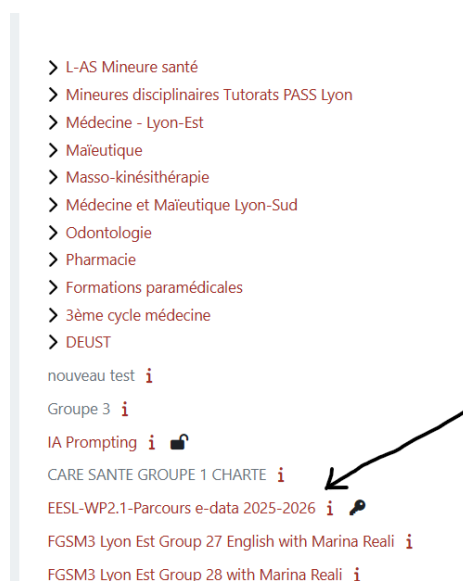 L-AS Mineure santé
Mineures disciplinaires Tutorats PASS Lyon
Médecine - Lyon-Est
Maïeutique
Masso-kinésithérapie
Médecine et Maïeutique Lyon-Sud
Odontologie
Pharmacie
Formations paramédicales
3ème cycle médecine
DEUST
nouveau test
Groupe 3
IA Prompting
CARE SANTE GROUPE 1 CHARTE
EESL-WP2.1-Parcours e-data 2025-2026
FGSM3 Lyon Est Group 27 English with Marina Reali
FGSM3 Lyon Est Group 28 with Marina Reali